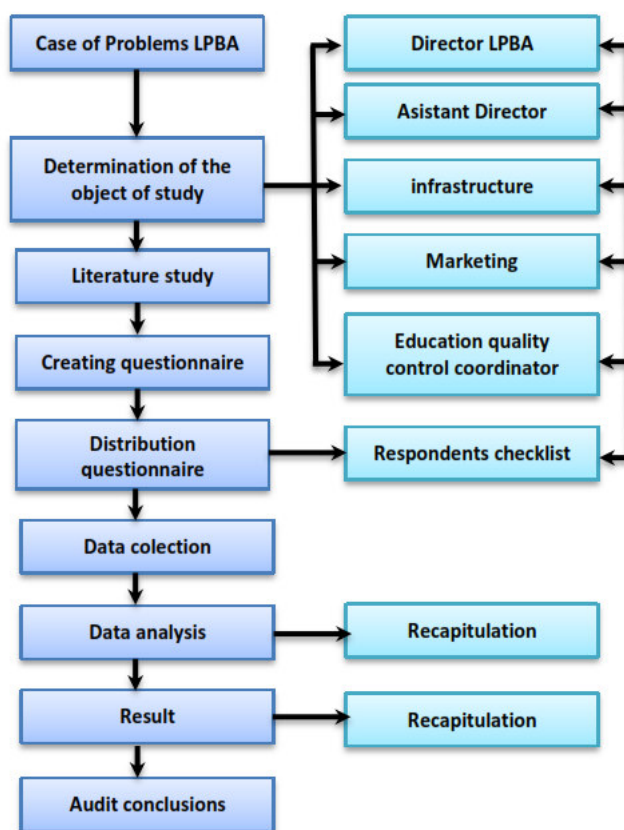 Case of Problems LPBA
Determination of the
object of study
Literature study
Creating questionnaire
Distribution
questionnaire
Data colection
Data analysis
Result
Audit conclusions
Director LPBA
Asistant Director
infrastructure
Marketing
Education quality
control coordinator
Respondents checklist
Recapitulation
Recapitulation